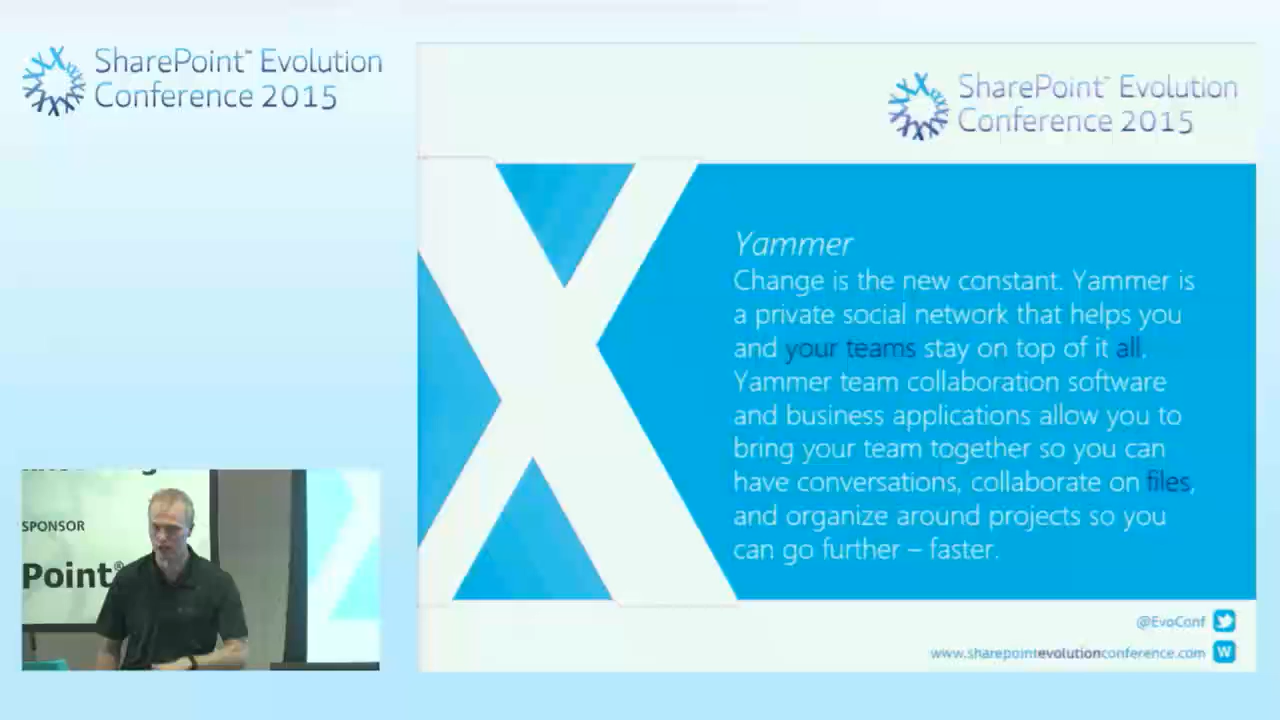 SharePoint™ Evolution
Conference 2015
SharePoint™ Evolution
Conference 2015
Yammer
Change is the new constant. Yammer is
a private social network that helps you
and your teams stay on top of it all.
Yammer team collaboration software
and business applications allow you to
bring your team together so you can
have conversations, collaborate on files,
and organize around projects so you
can go further – faster.
SPONSOR
Point®
@EvoConf
www.sharepointevolutionconference.com
W